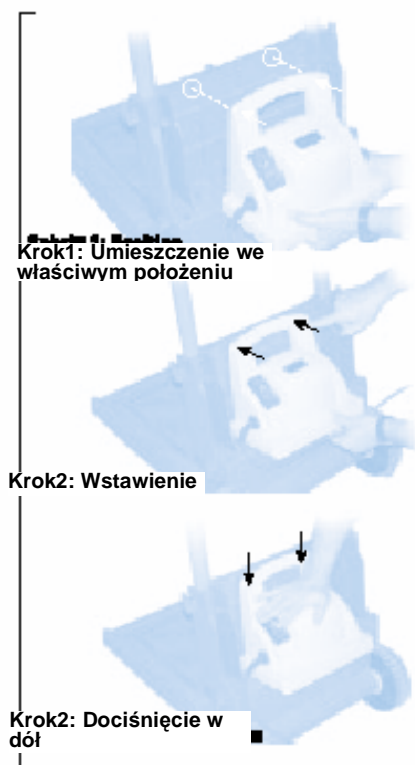 Krok1: Umieszczenie we
właściwym położeniu
Krok2: Wstawienie
Krok2: Dociśnięcie w
dół